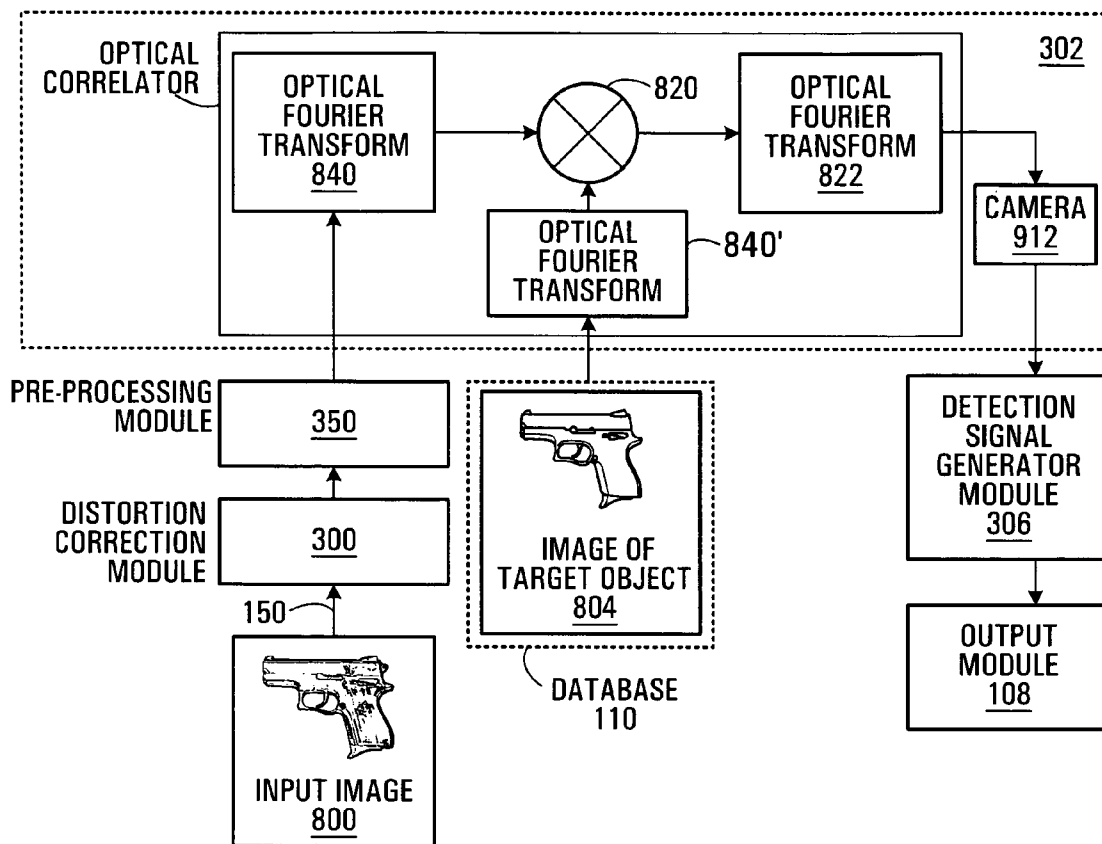 OPTICAL
CORRELATOR
OPTICAL
FOURIER
TRANSFORM
840
820
OPTICAL
FOURIER
TRANSFORM
822
302
CAMERA
912
OPTICAL
FOURIER
TRANSFORM
840'
PRE-PROCESSING
MODULE
350
DISTORTION
CORRECTION
MODULE
300
150
INPUT IMAGE
800
IMAGE OF
TARGET OBJECT
804
DATABASE
110
DETECTION
SIGNAL
GENERATOR
MODULE
306
OUTPUT
MODULE
108